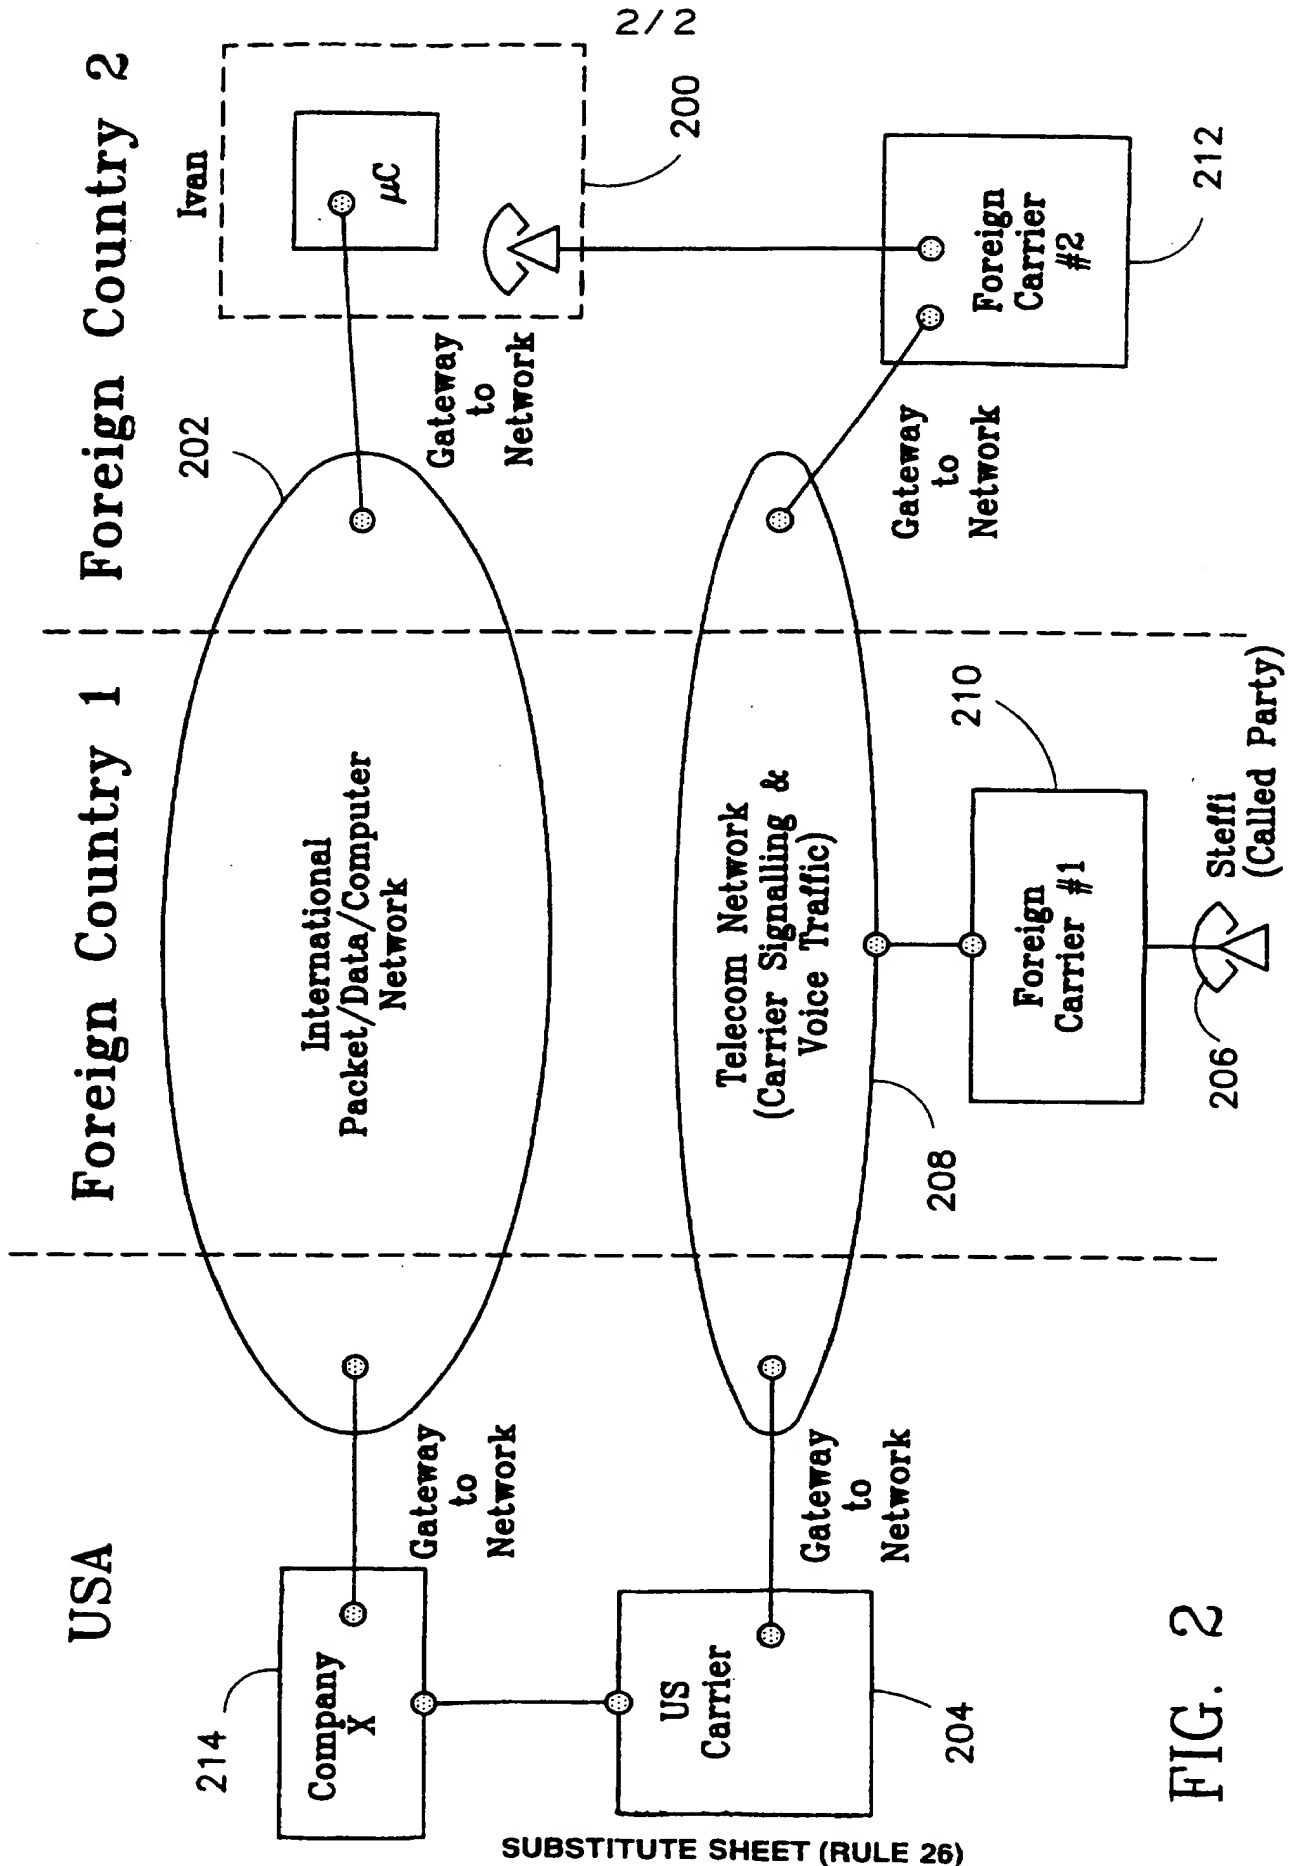 2/2
USA
Foreign Country 1
Foreign Country 2
214
Company
X
Gateway
to
Network
International
Packet/Data/Computer
Network
202
Ivan
μC
Gateway
to
Network
200
US
Carrier
204
Gateway
to
Network
Telecom Network
(Carrier Signalling &
Voice Traffic)
208
Foreign
Carrier #1
210
206
Steffi
(Called Party)
Gateway
to
Network
Foreign
Carrier
#2
212
FIG. 2
SUBSTITUTE SHEET (RULE 26)